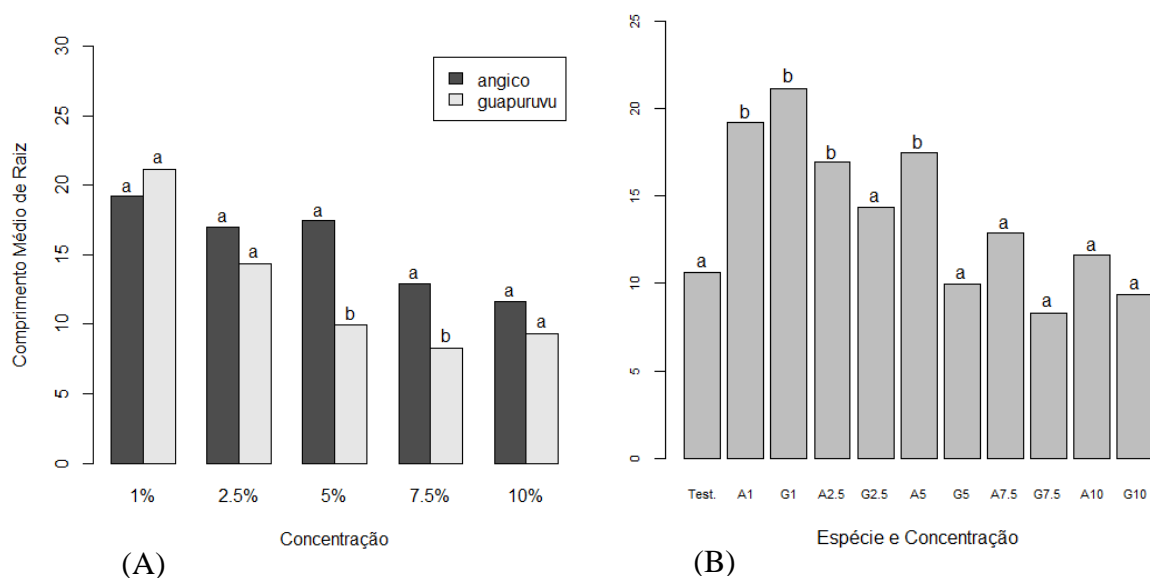 30
25
20
15
10
5
0
Comprimento Médio de Raiz
angico
guapuruvu
a a
a a
a b
a b
a a
1% 2.5% 5% 7.5% 10%
Concentração
(A)
25
20
15
10
5
0
a b b b a b a a a a a
Test. A1 G1 A2.5 G2.5 A5 G5 A7.5 G7.5 A10 G10
Espécie e Concentração
(B)